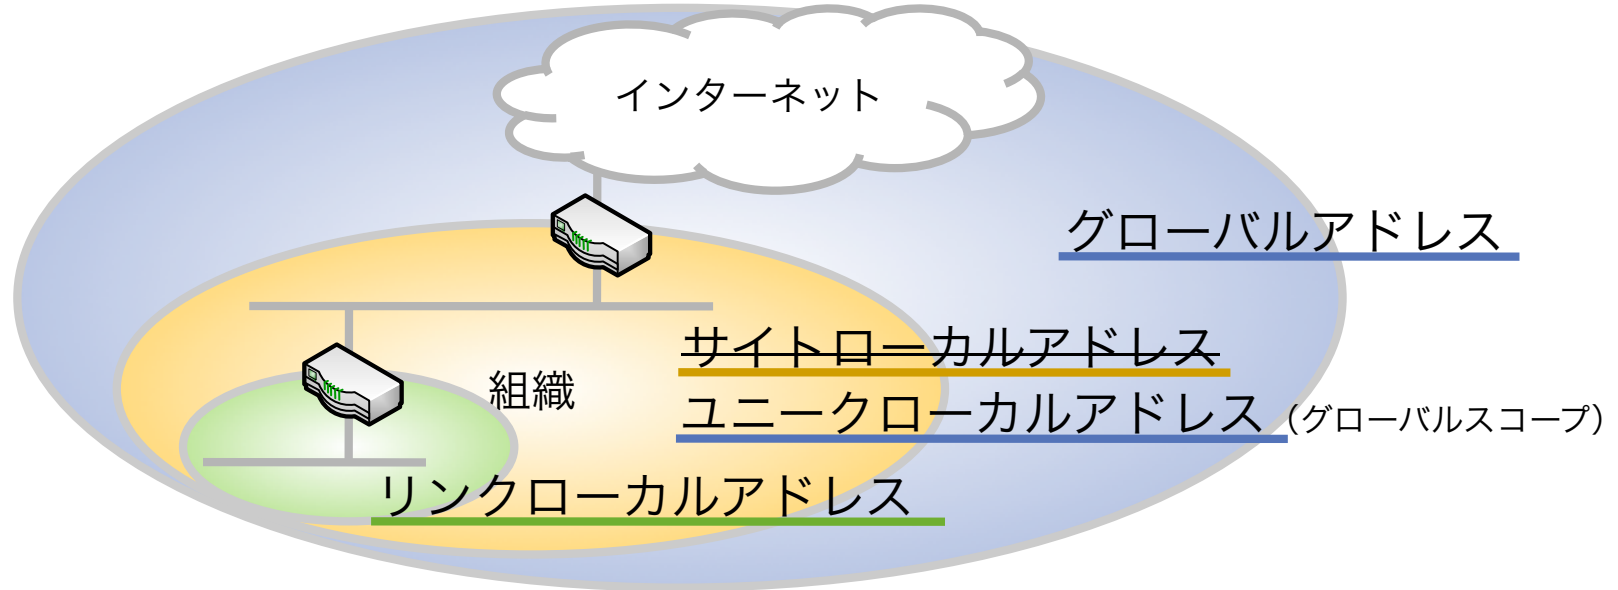 インターネット
グローバルアドレス
サイトローカルアドレス
組織
ユニークローカルアドレス（グローバルスコープ）
リンクローカルアドレス